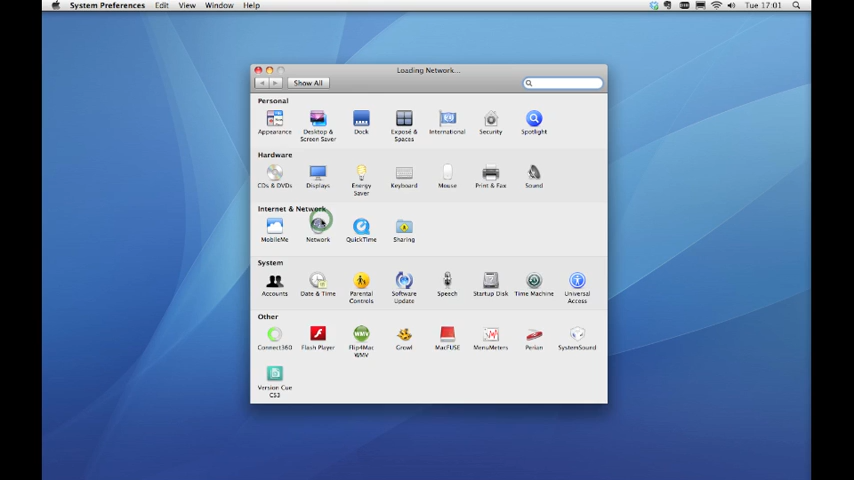 System Preferences Edit View Window Help Tue 17:01
Loading Network...
Show All
Personal
Appearance Desktop & Screen Saver Dock Exposé & Spaces International Security Spotlight
Hardware
CDs & DVDs Displays Energy Saver Keyboard Mouse Print & Fax Sound
Internet & Network
MobileMe Network QuickTime Sharing
System
Accounts Date & Time Parental Controls Software Update Speech Startup Disk Time Machine Universal Access
Other
Connect360 Flash Player Flip4Mac WMV Growl MacFUSE MenuMeters Perian SystemSound
Version Cue CS3